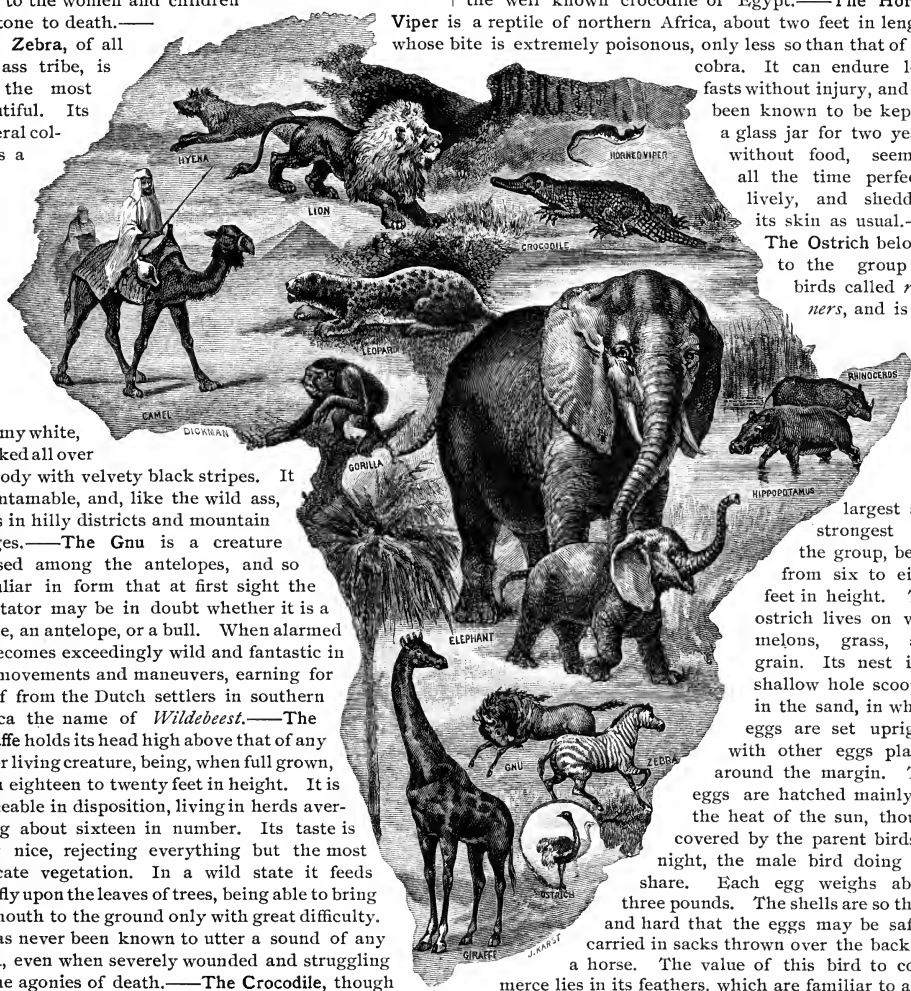 to the women and children
tone to death.——
Zebra, of all
ass tribe, is
the most
utiful. Its
eral col-
s a
my white,
ked all over
ody with velvety black stripes. It
ntamable, and, like the wild ass,
s in hilly districts and mountain
ges.——The Gnu is a creature
sed among the antelopes, and so
uliar in form that at first sight the
tator may be in doubt whether it is a
e, an antelope, or a bull. When alarmed
ecomes exceedingly wild and fantastic in
movements and maneuvers, earning for
f from the Dutch settlers in southern
ca the name of Wildebeest.——The
affe holds its head high above that of any
r living creature, being, when full grown,
eighteen to twenty feet in height. It is
eable in disposition, living in herds aver-
g about sixteen in number. Its taste is
nice, rejecting everything but the most
cate vegetation. In a wild state it feeds
fly upon the leaves of trees, being able to bring
mouth to the ground only with great difficulty.
as never been known to utter a sound of any
, even when severely wounded and struggling
e agonies of death.——The Crocodile, though
HYENA
LION
HORNED VIPER
CROCODILE
LEOPARD
CAMEL
DICKMAN
GORILLA
RHINOCEROS
HIPPOPOTAMUS
ELEPHANT
GNU
ZEBRA
OSTRICH
GIRAFFE
J. KARST
the well known crocodile of Egypt.——The Hor
Viper is a reptile of northern Africa, about two feet in leng
whose bite is extremely poisonous, only less so than that of
cobra. It can endure l
fasts without injury, and
been known to be kep
a glass jar for two ye
without food, seem
all the time perfec
lively, and shedd
its skin as usual.-
The Ostrich belo
to the group
birds called r
ners, and is
largest a
strongest
the group, be
from six to ei
feet in height. T
ostrich lives on w
melons, grass,
grain. Its nest i
shallow hole scoo
in the sand, in wh
eggs are set uprig
with other eggs pla
around the margin. T
eggs are hatched mainly
the heat of the sun, thou
covered by the parent birds
night, the male bird doing
share. Each egg weighs ab
three pounds. The shells are so th
and hard that the eggs may be saf
carried in sacks thrown over the back
a horse. The value of this bird to co
merce lies in its feathers, which are familiar to a